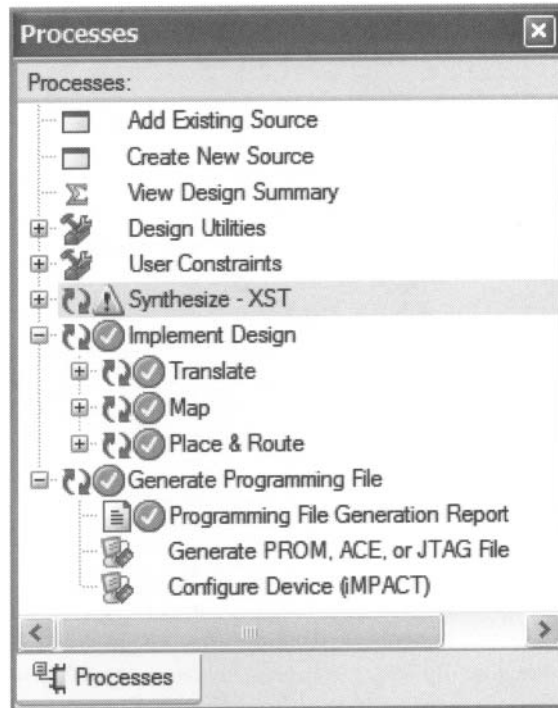 Processes
Processes:
Add Existing Source
Create New Source
View Design Summary
Design Utilities
User Constraints
Synthesize - XST
Implement Design
Translate
Map
Place & Route
Generate Programming File
Programming File Generation Report
Generate PROM, ACE, or JTAG File
Configure Device (iMPACT)
Processes